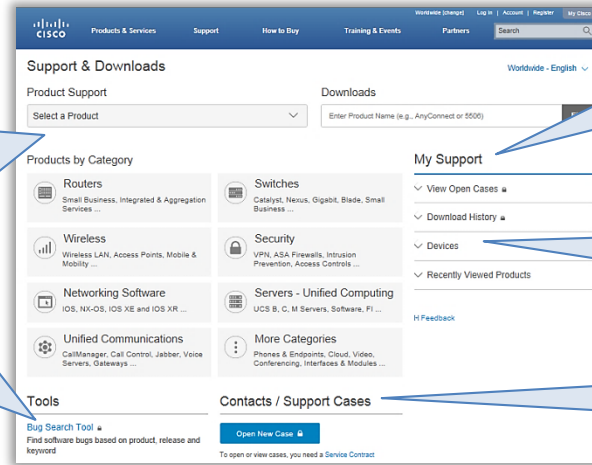 Worldwide [change] Log In | Account | Register My Cisco
CISCO Products & Services Support How to Buy Training & Events Partners Search
Support & Downloads
Worldwide - English
Product Support
Downloads
Select a Product
Enter Product Name (e.g., AnyConnect or 5506)
Products by Category
My Support
Routers
Small Business, Integrated & Aggregation
Services ...
Switches
Catalyst, Nexus, Gigabit, Blade, Small
Business ...
View Open Cases
Download History
Wireless
Wireless LAN, Access Points, Mobile &
Mobility ...
Security
VPN, ASA Firewalls, Intrusion
Prevention, Access Controls ...
Devices
Recently Viewed Products
Networking Software
IOS, NX-OS, IOS XE and IOS XR ...
Servers - Unified Computing
UCS B, C, M Servers, Software, FI ...
Feedback
Unified Communications
CallManager, Call Control, Jabber, Voice
Servers, Gateways ...
More Categories
Phones & Endpoints, Cloud, Video,
Conferencing, Interfaces & Modules ...
Tools
Contacts / Support Cases
Bug Search Tool
Find software bugs based on product, release and
keyword
Open New Case
To open or view cases, you need a Service Contract